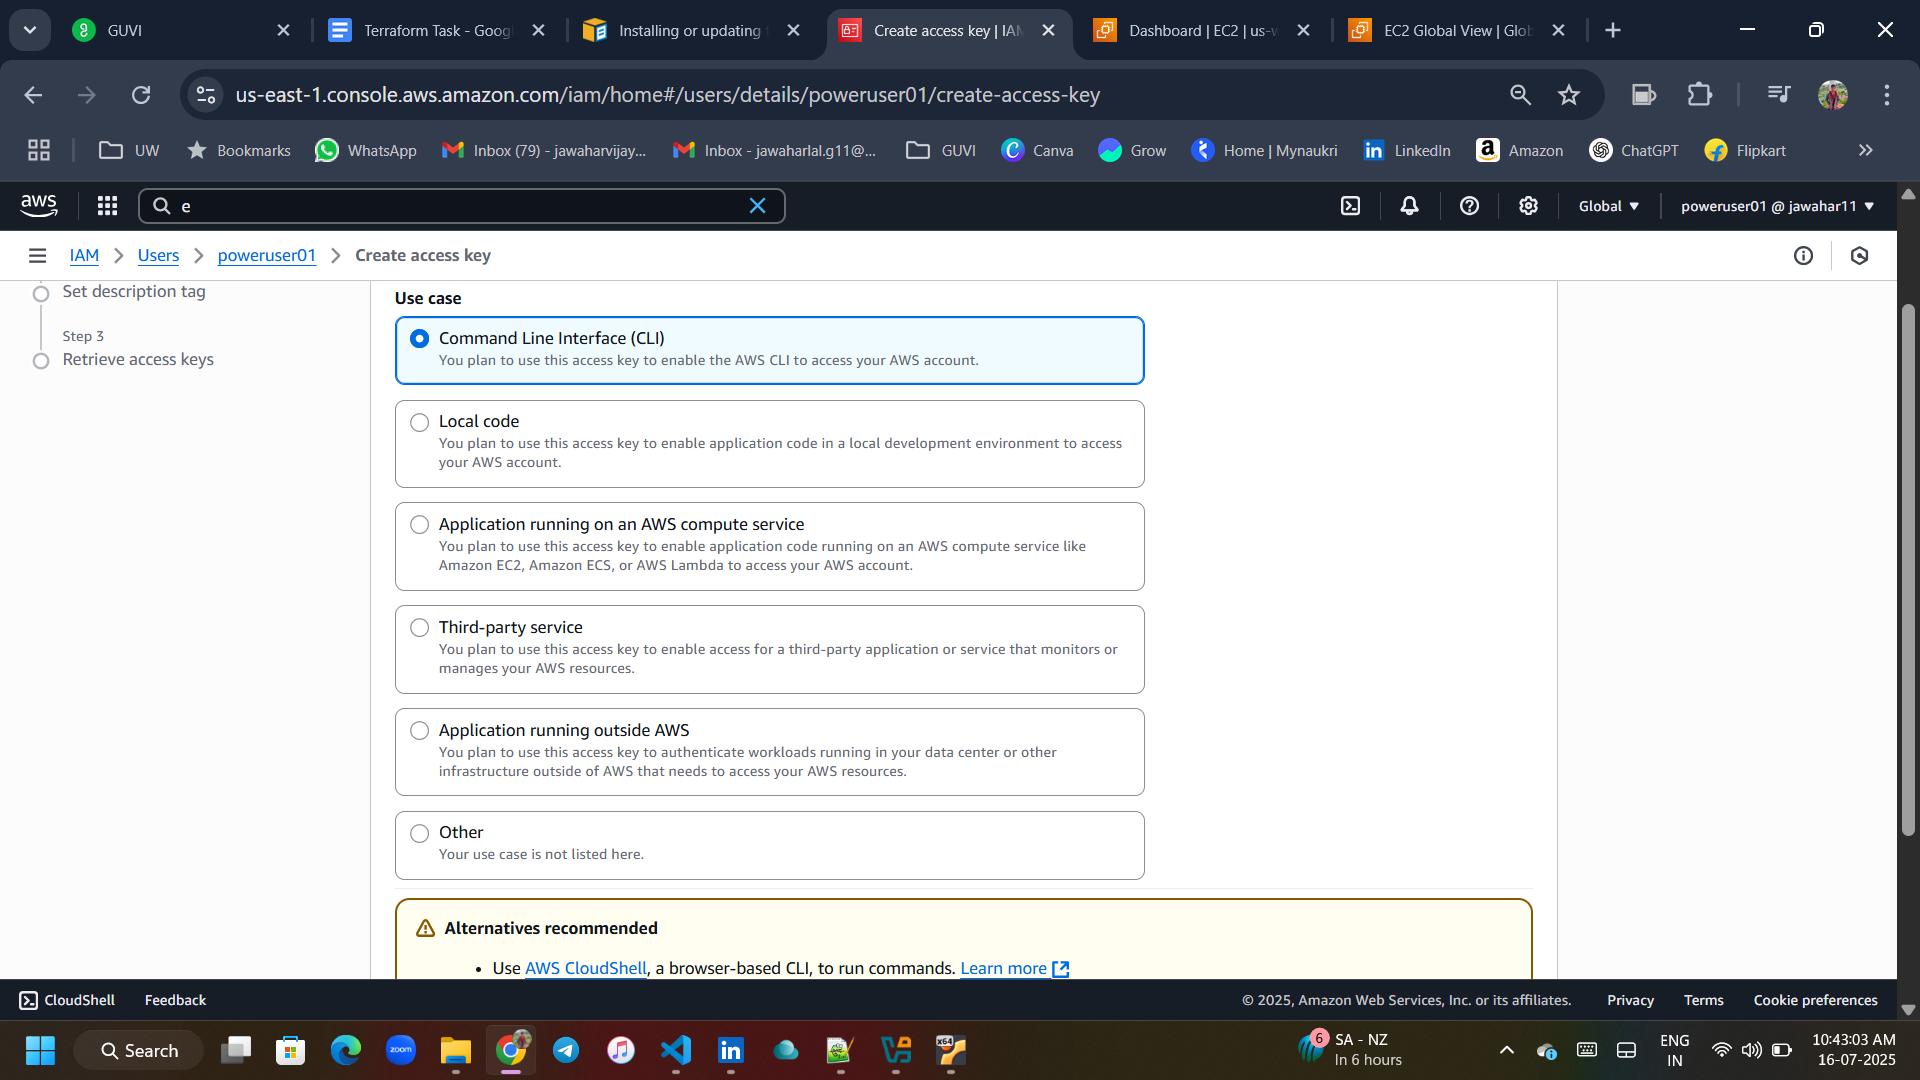 GUVI
Terraform Task - Goog
Installing or updating
Create access key | IAM
Dashboard | EC2 | us-w
EC2 Global View | Glob
us-east-1.console.aws.amazon.com/iam/home#/users/details/poweruser01/create-access-key
UW
Bookmarks
WhatsApp
Inbox (79) - jawaharvijay...
Inbox - jawaharlal.g11@...
GUVI
Canva
Grow
Home | Mynaukri
LinkedIn
Amazon
ChatGPT
Flipkart
aws
e
Global
poweruser01 @ jawahar11
IAM
Users
poweruser01
Create access key
Set description tag
Step 3
Retrieve access keys
Use case
Command Line Interface (CLI)
You plan to use this access key to enable the AWS CLI to access your AWS account.
Local code
You plan to use this access key to enable application code in a local development environment to access
your AWS account.
Application running on an AWS compute service
You plan to use this access key to enable application code running on an AWS compute service like
Amazon EC2, Amazon ECS, or AWS Lambda to access your AWS account.
Third-party service
You plan to use this access key to enable access for a third-party application or service that monitors or
manages your AWS resources.
Application running outside AWS
You plan to use this access key to authenticate workloads running in your data center or other
infrastructure outside of AWS that needs to access your AWS resources.
Other
Your use case is not listed here.
Alternatives recommended
• Use AWS CloudShell, a browser-based CLI, to run commands. Learn more
CloudShell
Feedback
© 2025, Amazon Web Services, Inc. or its affiliates.
Privacy
Terms
Cookie preferences
Search
zoom
x64
6
SA - NZ
In 6 hours
ENG
IN
10:43:03 AM
16-07-2025